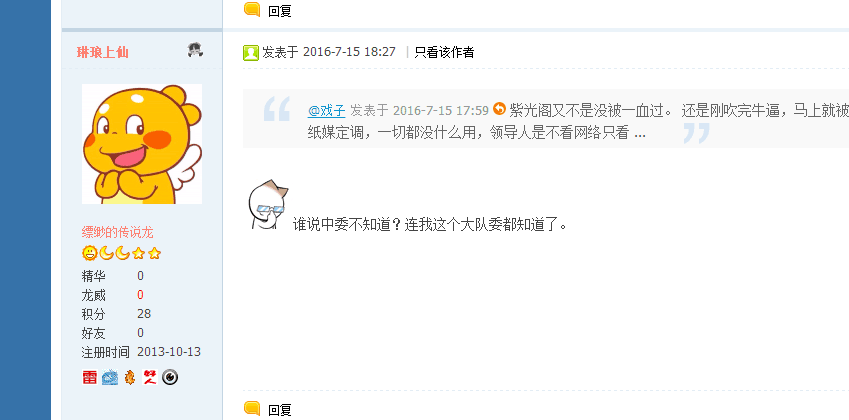 回复
琳琅上仙
发表于 2016-7-15 18:27 |只看该作者
@戏子 发表于 2016-7-15 17:59 紫光阁又不是没被一血过。 还是刚吹完牛逼，马上就被
纸媒定调，一切都没什么用，领导人是不看网络只看 ...
谁说中委不知道？连我这个大队委都知道了。
缥缈的传说龙
精华 0
龙威 0
积分 28
好友 0
注册时间 2013-10-13
雷
好人
回复